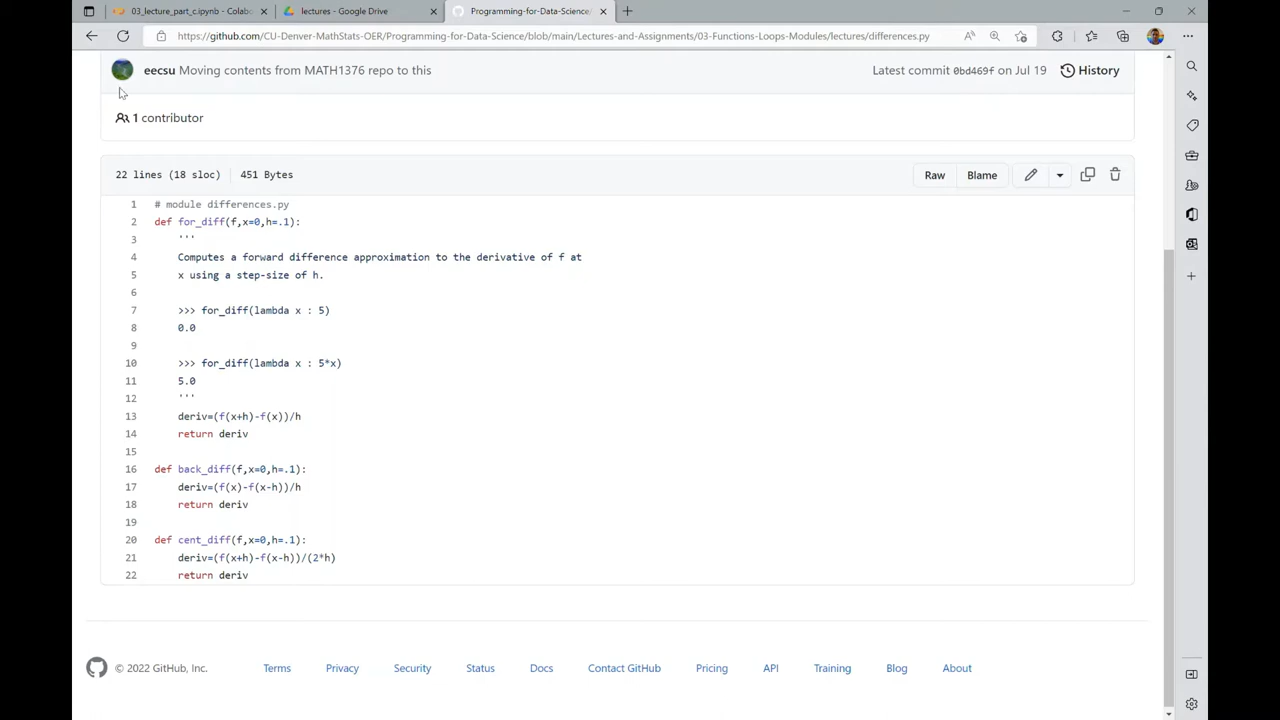 03_lecture_part_c.ipynb - Colabo
lectures - Google Drive
Programming-for-Data-Science/
https://github.com/CU-Denver-MathStats-OER/Programming-for-Data-Science/blob/main/Lectures-and-Assignments/03-Functions-Loops-Modules/lectures/differences.py
eecsu Moving contents from MATH1376 repo to this
Latest commit 0bd469f on Jul 19
History
1 contributor
22 lines (18 sloc)
451 Bytes
Raw
Blame
1 # module differences.py
2 def for_diff(f,x=0,h=.1):
3 '''
4 Computes a forward difference approximation to the derivative of f at
5 x using a step-size of h.
6
7 >>> for_diff(lambda x : 5)
8 0.0
9
10 >>> for_diff(lambda x : 5*x)
11 5.0
12 '''
13 deriv=(f(x+h)-f(x))/h
14 return deriv
15
16 def back_diff(f,x=0,h=.1):
17 deriv=(f(x)-f(x-h))/h
18 return deriv
19
20 def cent_diff(f,x=0,h=.1):
21 deriv=(f(x+h)-f(x-h))/(2*h)
22 return deriv
© 2022 GitHub, Inc.
Terms
Privacy
Security
Status
Docs
Contact GitHub
Pricing
API
Training
Blog
About